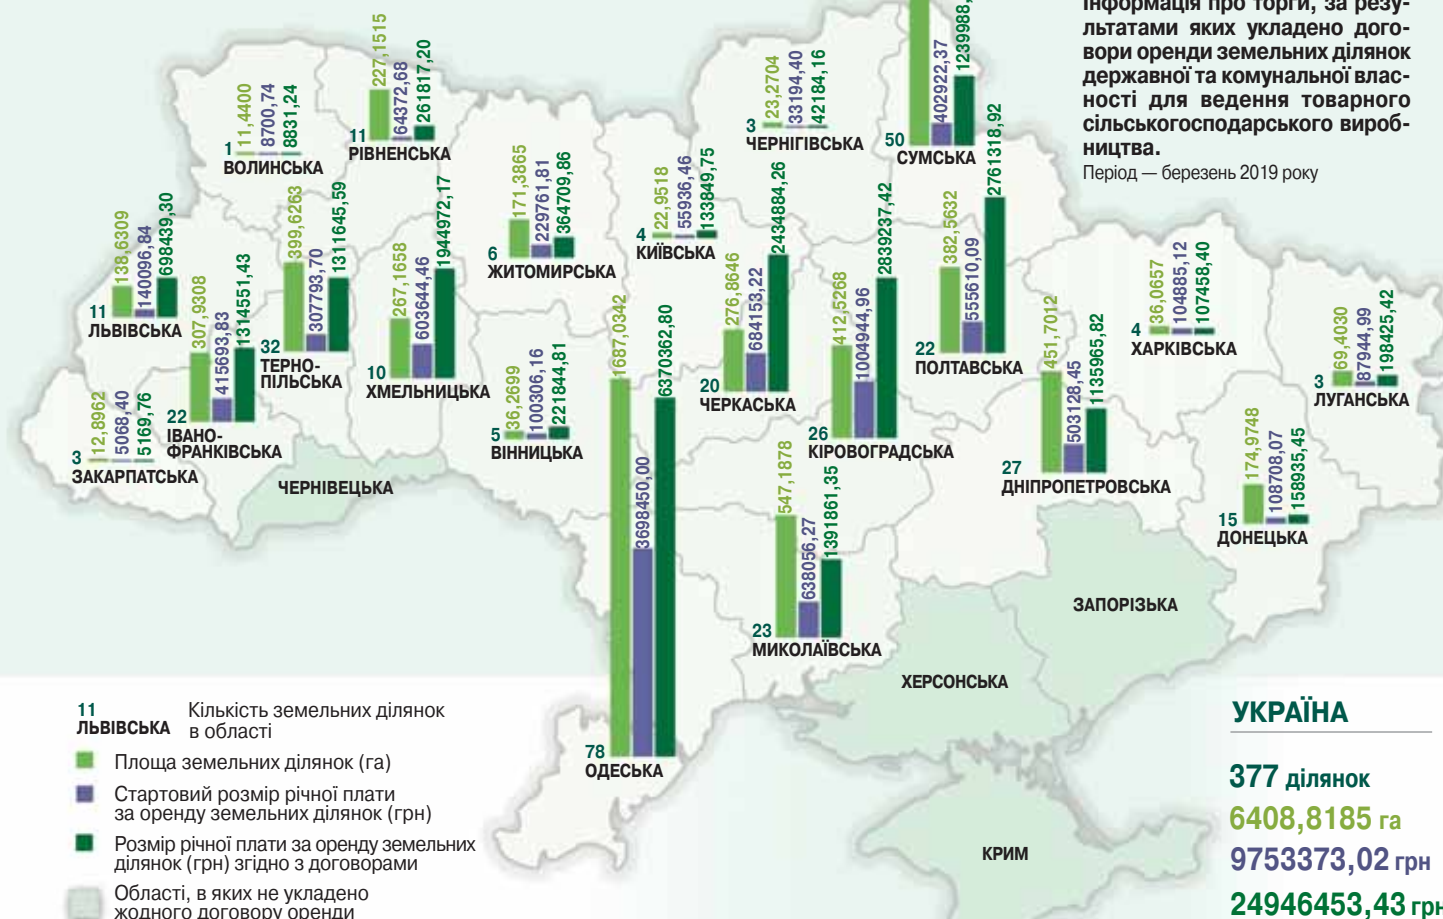 Інформація про торги, за резу-
льтатами яких укладено дого-
вори оренди земельних ділянок
державної та комунальної влас-
ності для ведення товарного
сільськогосподарського вироб-
ництва.
Період — березень 2019 року
1 11,4400 8700,74 8831,24
ВОЛИНСЬКА
11 227,1515 64372,68 261817,20
РІВНЕНСЬКА
3 23,2704 33194,40 42184,16
ЧЕРНІГІВСЬКА
50 402922,37 1239988,
СУМСЬКА
6 171,3865 229761,81 364709,86
ЖИТОМИРСЬКА
4 22,9518 55936,46 133849,75
КИЇВСЬКА
11 138,6309 140096,84 698439,30
ЛЬВІВСЬКА
32 399,6263 307793,70 1311645,59
ТЕРНО-
ПІЛЬСЬКА
10 267,1658 603644,46 1944972,17
ХМЕЛЬНИЦЬКА
20 276,8646 684153,22 2434884,26
ЧЕРКАСЬКА
22 382,5632 555610,09 2761318,92
ПОЛТАВСЬКА
4 36,0657 104885,12 107458,40
ХАРКІВСЬКА
3 69,4030 87944,99 198425,42
ЛУГАНСЬКА
22 307,9308 415693,83 1314551,43
ІВАНО-
ФРАНКІВСЬКА
3 12,8962 5068,40 5169,76
ЗАКАРПАТСЬКА
ЧЕРНІВЕЦЬКА
5 36,2699 100306,16 221844,81
ВІННИЦЬКА
26 412,5268 1004944,96 2839237,42
КІРОВОГРАДСЬКА
27 451,7012 503128,45 1135965,82
ДНІПРОПЕТРОВСЬКА
15 174,9748 108708,07 158935,45
ДОНЕЦЬКА
78 1687,0342 3698450,00 6370362,80
ОДЕСЬКА
23 547,1878 638056,27 1391861,35
МИКОЛАЇВСЬКА
ЗАПОРІЗЬКА
ХЕРСОНСЬКА
КРИМ
11
ЛЬВІВСЬКА
Кількість земельних ділянок
в області
Площа земельних ділянок (га)
Стартовий розмір річної плати
за оренду земельних ділянок (грн)
Розмір річної плати за оренду земельних
ділянок (грн) згідно з договорами
Області, в яких не укладено
жодного договору оренди
УКРАЇНА
377 ділянок
6408,8185 га
9753373,02 грн
24946453,43 грн